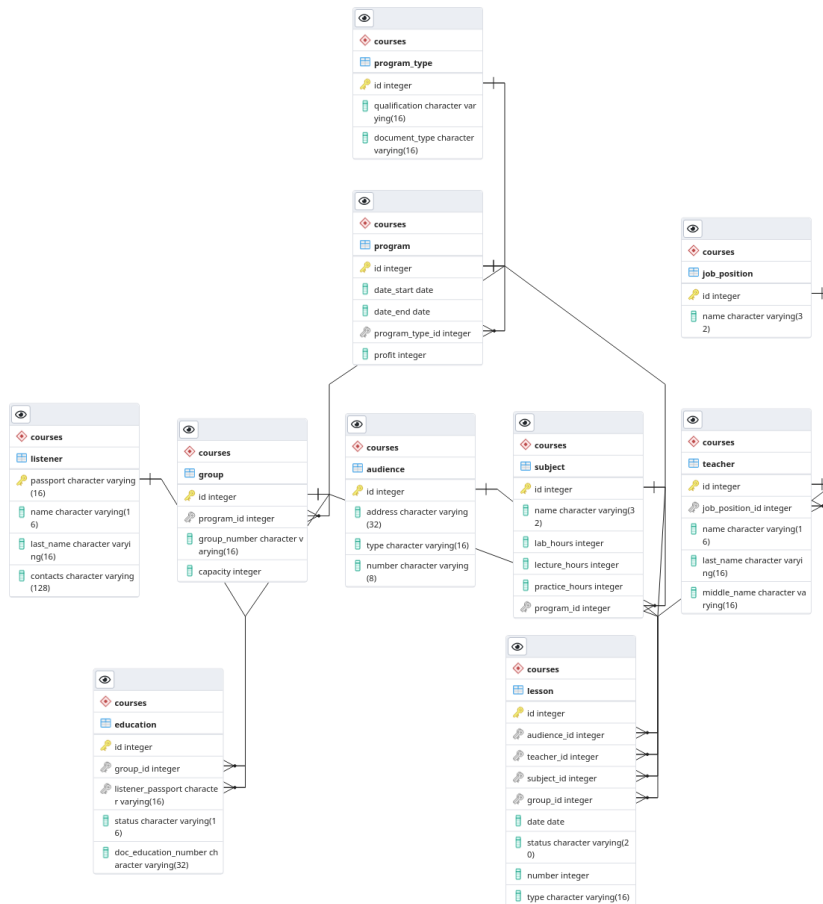 courses
program_type
id integer
qualification character var
ying(16)
document_type character
varying(16)
courses
program
id integer
date_start date
date_end date
program_type_id integer
profit integer
courses
job_position
id integer
name character varying(3
2)
courses
listener
passport character varying
(16)
name character varying(1
6)
last_name character varyi
ng(16)
contacts character varying
(128)
courses
group
id integer
program_id integer
group_number character v
arying(16)
capacity integer
courses
audience
id integer
address character varying
(32)
type character varying(16)
number character varying
(8)
courses
subject
id integer
name character varying(3
2)
lab_hours integer
lecture_hours integer
practice_hours integer
program_id integer
courses
teacher
id integer
job_position_id integer
name character varying(1
6)
last_name character varyi
ng(16)
middle_name character va
rying(16)
courses
education
id integer
group_id integer
listener_passport characte
r varying(16)
status character varying(1
6)
doc_education_number ch
aracter varying(32)
courses
lesson
id integer
audience_id integer
teacher_id integer
subject_id integer
group_id integer
date date
status character varying(2
0)
number integer
type character varying(16)